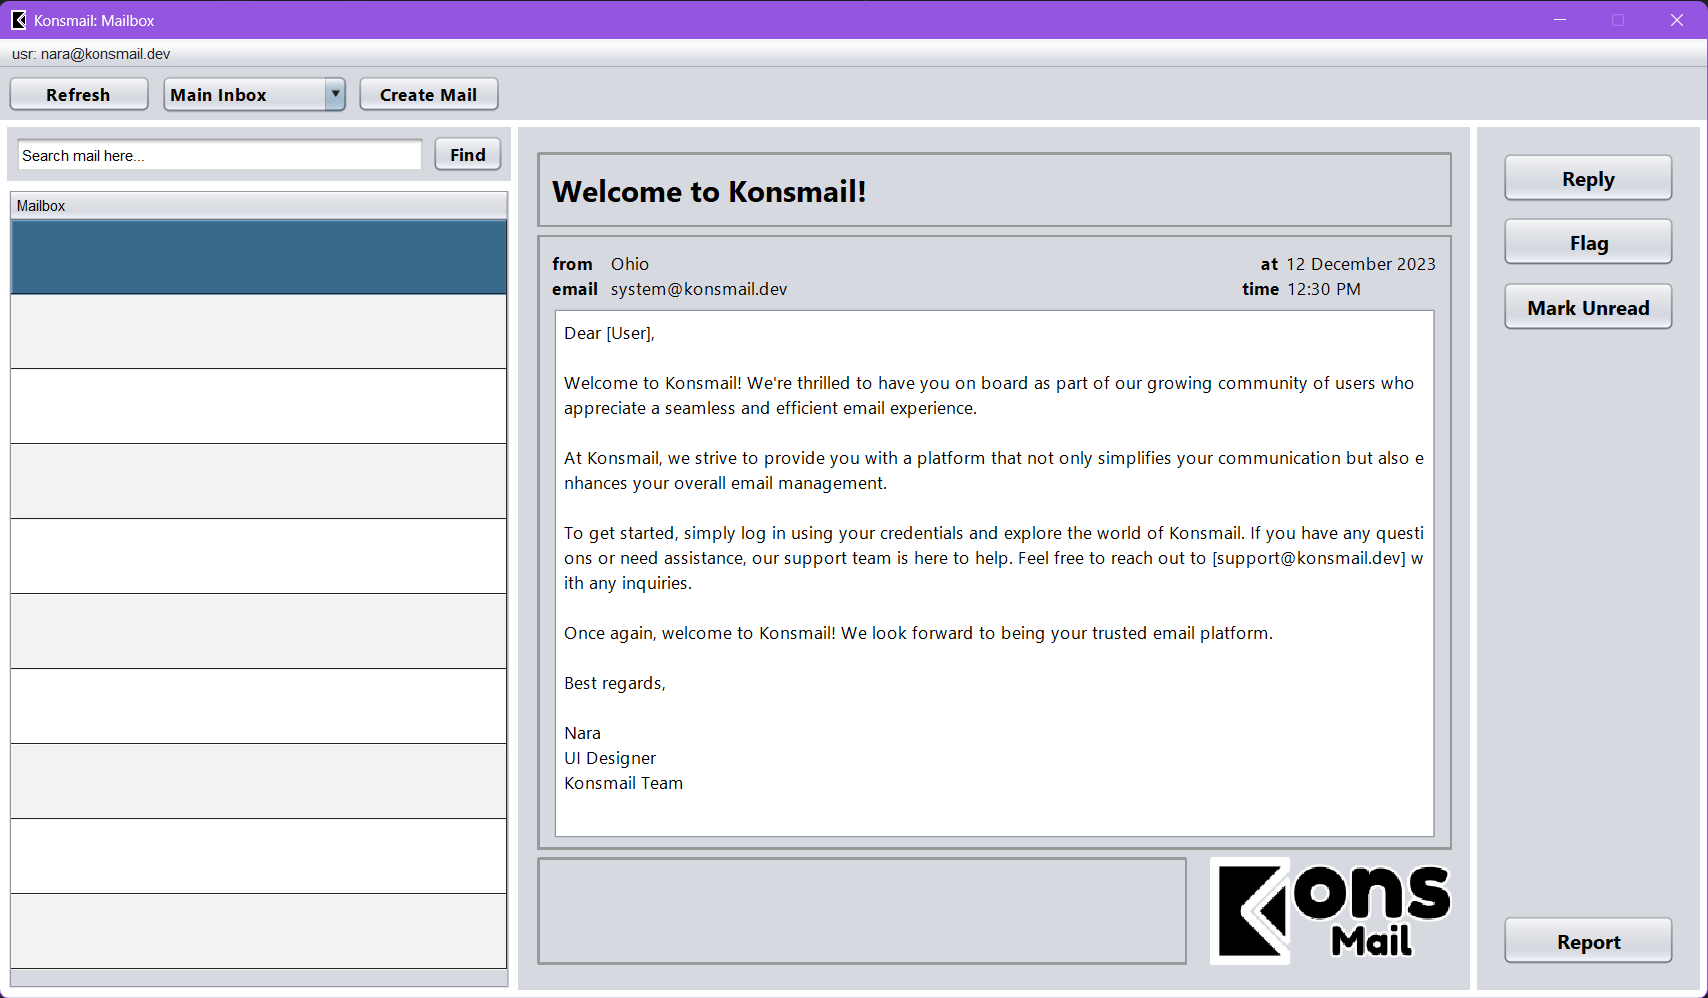 Konsmail: Mailbox
usr: nara@konsmail.dev
Refresh
Main Inbox
Create Mail
Search mail here...
Find
Mailbox
Welcome to Konsmail!
from Ohio
at 12 December 2023
email system@konsmail.dev
time 12:30 PM
Dear [User],
Welcome to Konsmail! We're thrilled to have you on board as part of our growing community of users who
appreciate a seamless and efficient email experience.
At Konsmail, we strive to provide you with a platform that not only simplifies your communication but also e
nhances your overall email management.
To get started, simply log in using your credentials and explore the world of Konsmail. If you have any questi
ons or need assistance, our support team is here to help. Feel free to reach out to [support@konsmail.dev] w
ith any inquiries.
Once again, welcome to Konsmail! We look forward to being your trusted email platform.
Best regards,
Nara
UI Designer
Konsmail Team
Kons
Mail
Reply
Flag
Mark Unread
Report